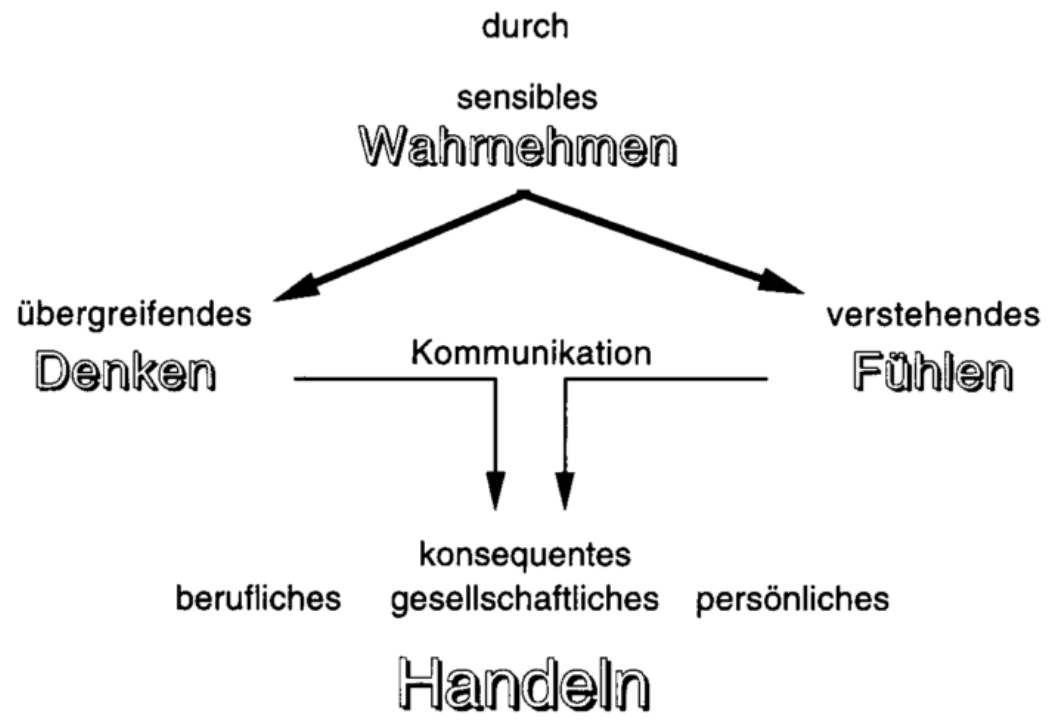 durch
sensibles
Wahrnehmen
übergreifendes
verstehendes
Denken
Kommunikation
Fühlen
konsequentes
berufliches gesellschaftliches persönliches
Handeln